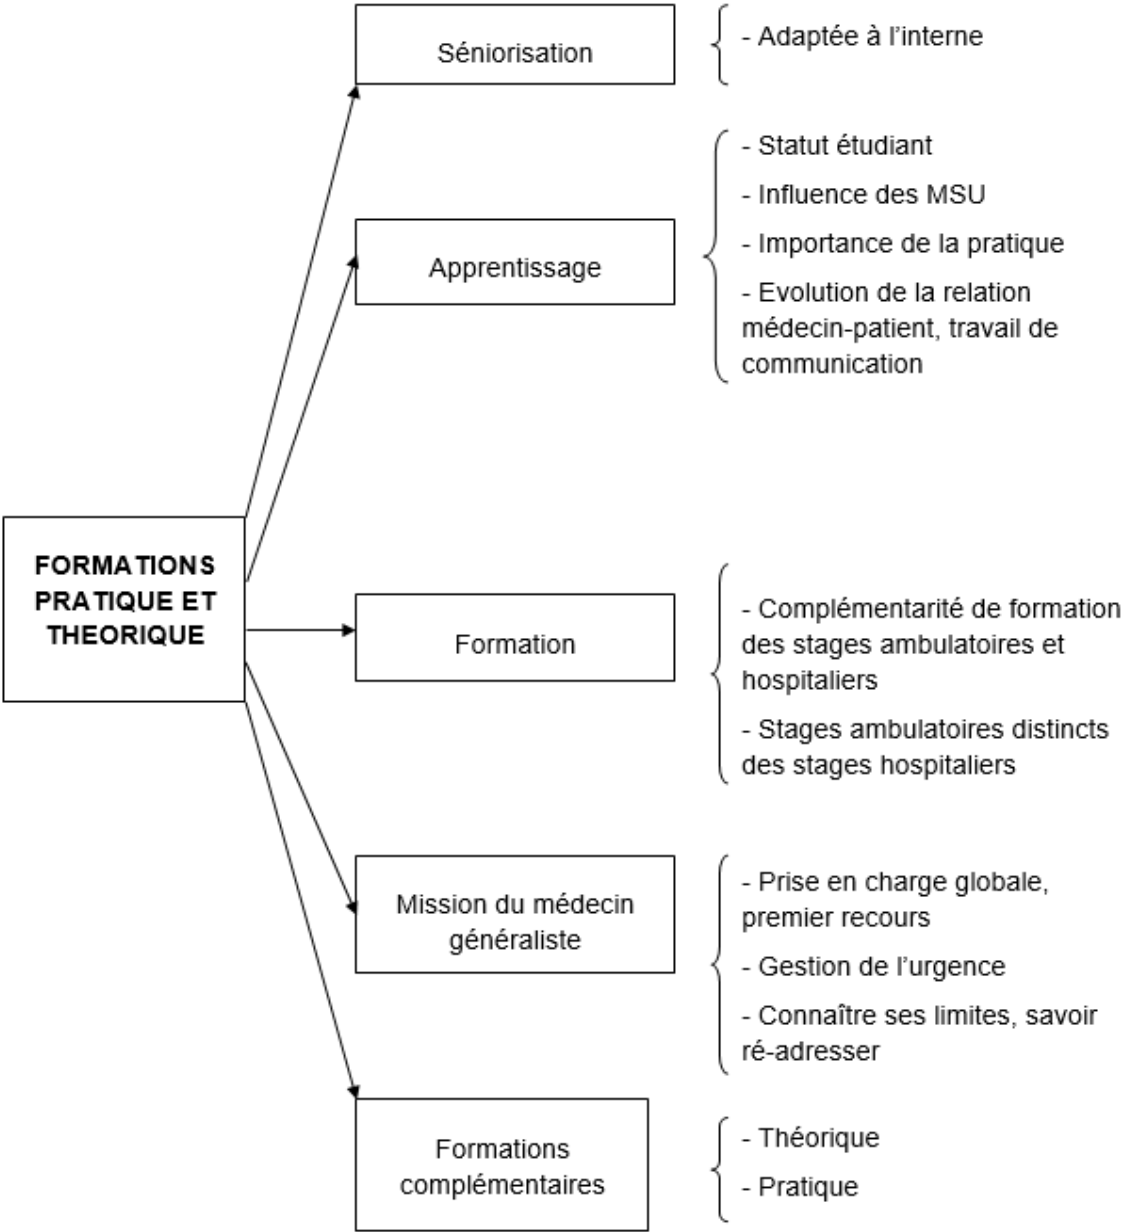 Séniorisation
- Adaptée à l’interne
Apprentissage
- Statut étudiant
- Influence des MSU
- Importance de la pratique
- Evolution de la relation
médecin-patient, travail de
communication
FORMATIONS
PRATIQUE ET
THEORIQUE
Formation
- Complémentarité de formation
des stages ambulatoires et
hospitaliers
- Stages ambulatoires distincts
des stages hospitaliers
Mission du médecin
généraliste
- Prise en charge globale,
premier recours
- Gestion de l’urgence
- Connaître ses limites, savoir
ré-adresser
Formations
complémentaires
- Théorique
- Pratique